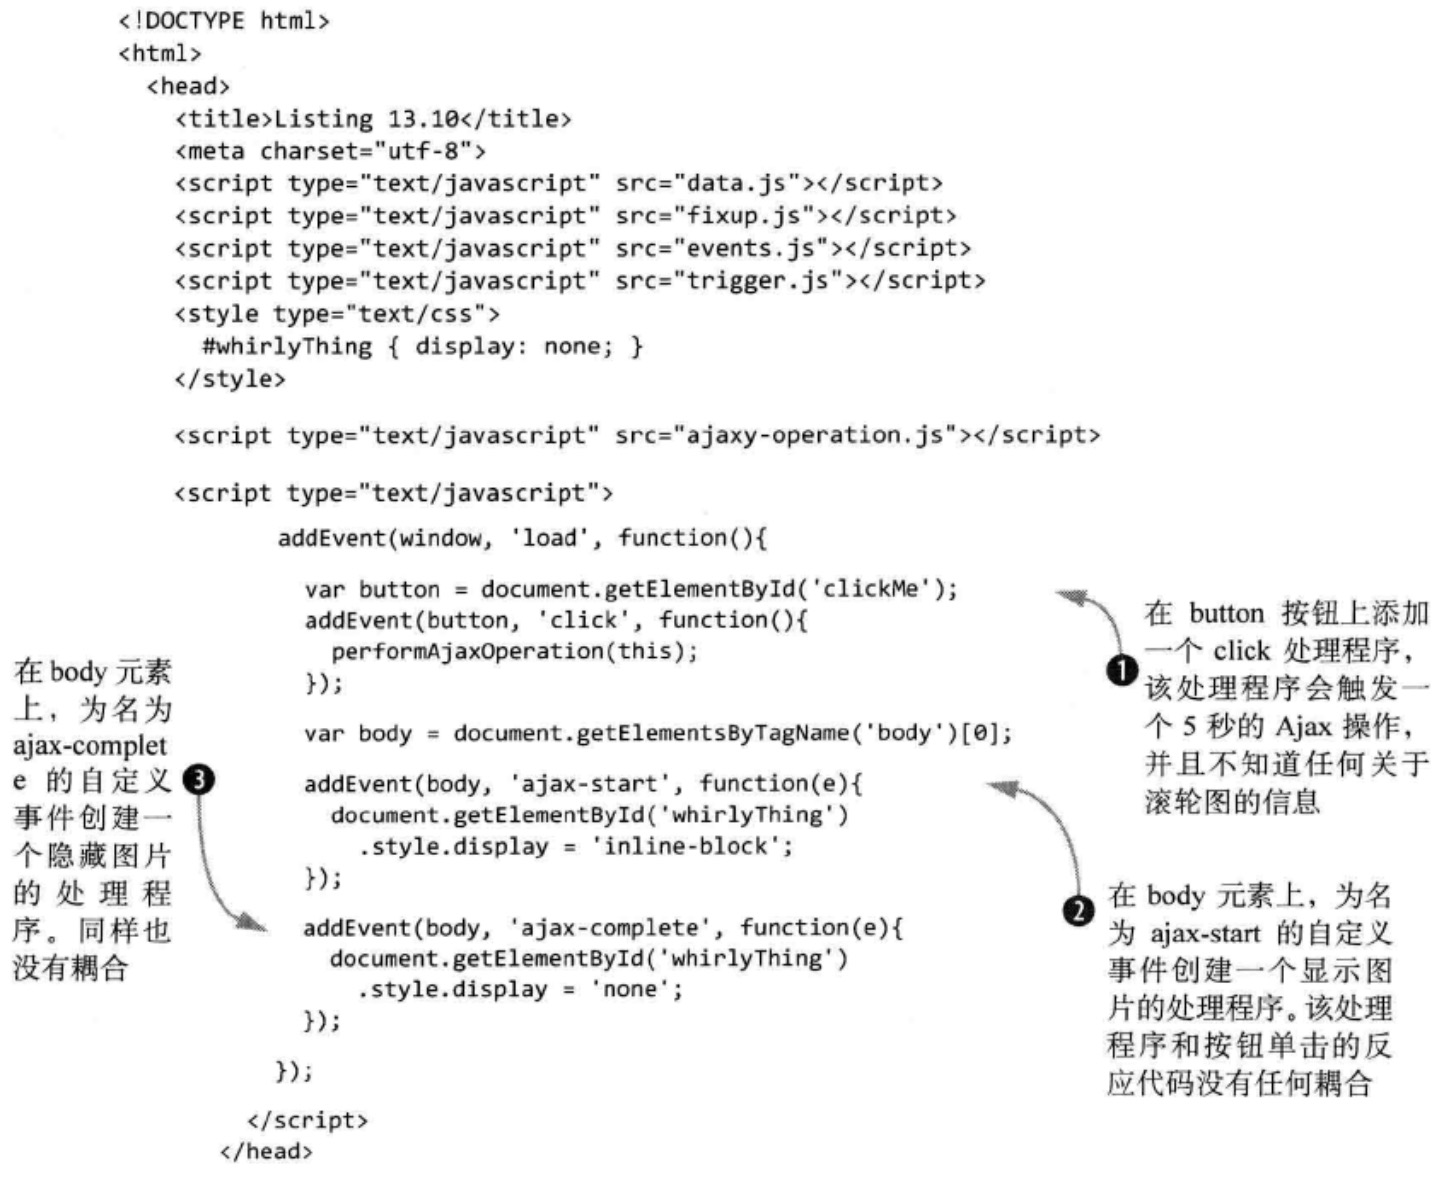 <!DOCTYPE html>
<html>
<head>
<title>Listing 13.10</title>
<meta charset="utf-8">
<script type="text/javascript" src="data.js"></script>
<script type="text/javascript" src="fixup.js"></script>
<script type="text/javascript" src="events.js"></script>
<script type="text/javascript" src="trigger.js"></script>
<style type="text/css">
#whirlyThing { display: none; }
</style>
<script type="text/javascript" src="ajaxy-operation.js"></script>
<script type="text/javascript">
addEvent(window, 'load', function(){
var button = document.getElementById('clickMe');
addEvent(button, 'click', function(){
performAjaxOperation(this);
});
var body = document.getElementsByTagName('body')[0];
addEvent(body, 'ajax-start', function(e){
document.getElementById('whirlyThing')
.style.display = 'inline-block';
});
addEvent(body, 'ajax-complete', function(e){
document.getElementById('whirlyThing')
.style.display = 'none';
});
});
</script>
</head>
1
在 button 按钮上添加
一个 click 处理程序，
该处理程序会触发一
个 5 秒的 Ajax 操作，
并且不知道任何关于
滚轮图的信息
2
在 body 元素上，为名
为 ajax-start 的自定义
事件创建一个显示图
片的处理程序。该处理
程序和按钮单击的反
应代码没有任何耦合
3
在 body 元素
上，为名为
ajax-complet
e 的自定义
事件创建一
个隐藏图片
的处理程
序。同样也
没有耦合